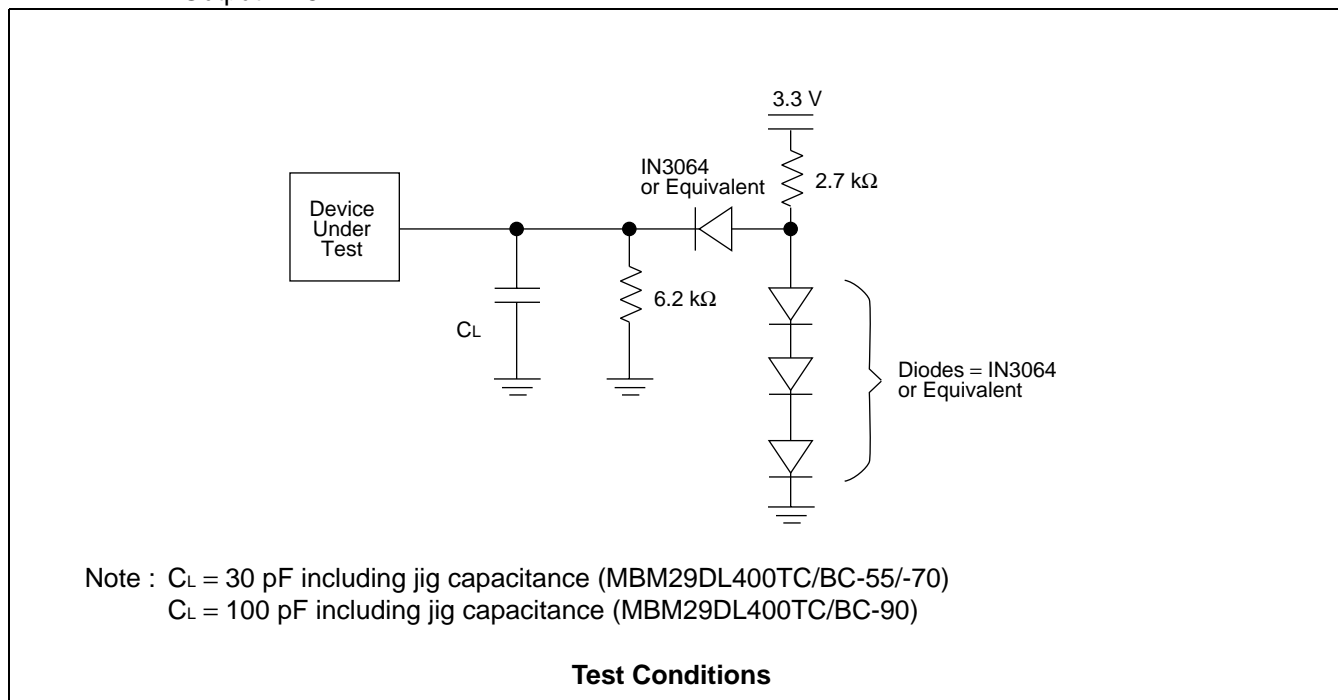 3.3 V
IN3064
or Equivalent
2.7 kΩ
Device
Under
Test
6.2 kΩ
CL
Diodes = IN3064
or Equivalent
Note : CL = 30 pF including jig capacitance (MBM29DL400TC/BC-55/-70)
CL = 100 pF including jig capacitance (MBM29DL400TC/BC-90)
Test Conditions